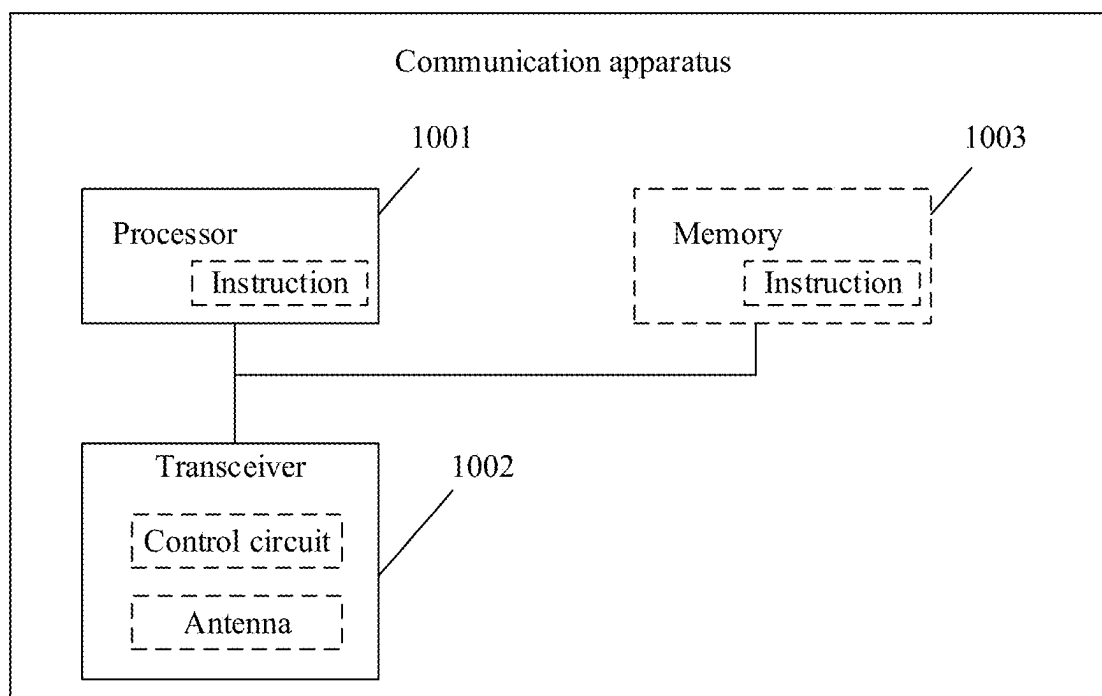 Communication apparatus
1001
1003
Processor
Instruction
Memory
Instruction
Transceiver
1002
Control circuit
Antenna